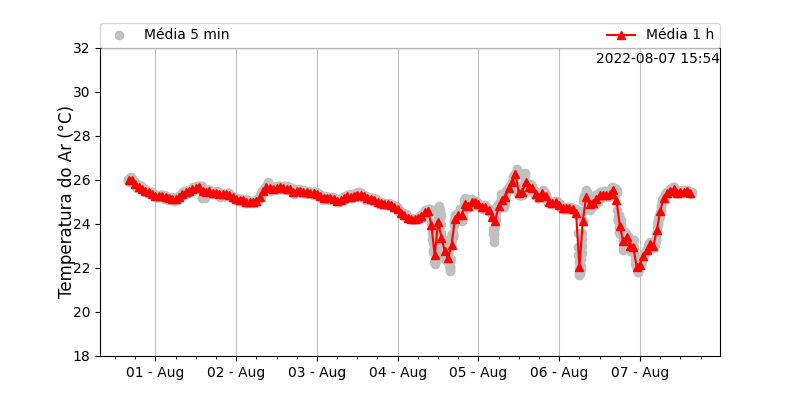 Média 5 min
Média 1 h
2022-08-07 15:54
Temperatura do Ar (°C)
32
30
28
26
24
22
20
18
01 - Aug
02 - Aug
03 - Aug
04 - Aug
05 - Aug
06 - Aug
07 - Aug